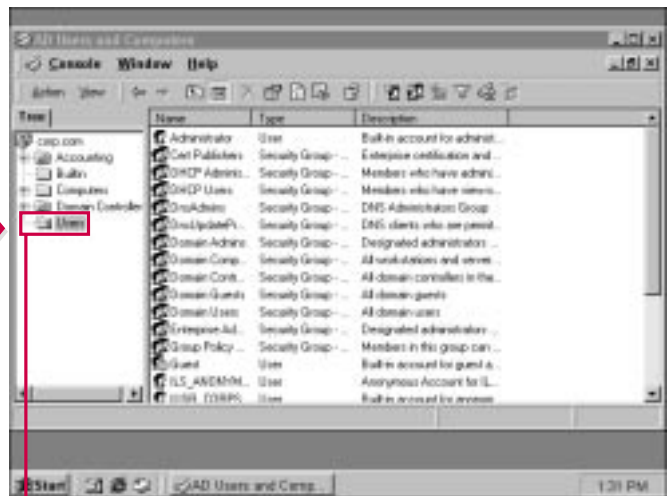 AD Users and Computers
Console Window Help
Action View
Tree
Name Type Description
corp.com
Accounting
Builtin
Computers
Domain Controller
Users
Administrator User Built-in account for administ...
Cert Publishers Security Group - ... Enterprise certification and ...
DHCP Adminis... Security Group - ... Members who have admini...
DHCP Users Security Group - ... Members who have view-o...
DnsAdmins Security Group - ... DNS Administrators Group
DnsUpdateP... Security Group - ... DNS clients who are permit...
Domain Admins Security Group - ... Designated administrators ...
Domain Comp... Security Group - ... All workstations and server...
Domain Cont... Security Group - ... All domain controllers in the...
Domain Guests Security Group - ... All domain guests
Domain Users Security Group - ... All domain users
Enterprise Ad... Security Group - ... Designated administrators ...
Group Policy ... Security Group - ... Members in this group can ...
Guest User Built-in account for guest a...
ILS_ANONYM... User Anonymous Account for IL...
User Built-in account for anonym...
Start
AD Users and Comp...
1:31 PM